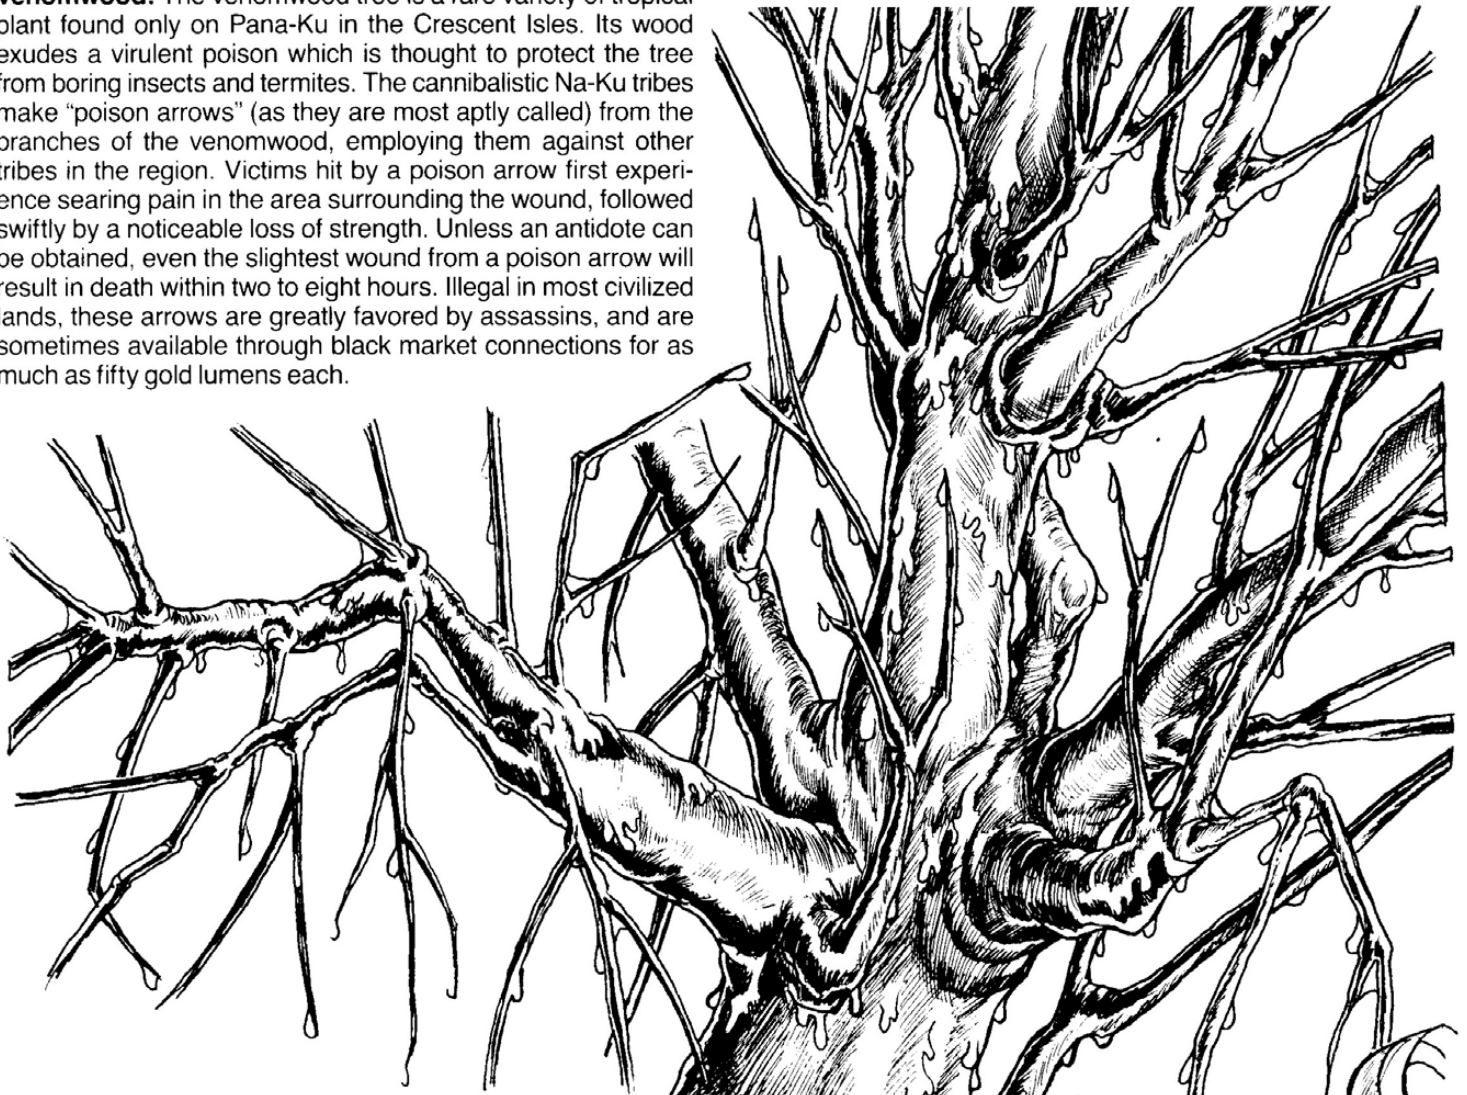 Venomwood: The venomwood tree is a rare variety of tropical
plant found only on Pana-Ku in the Crescent Isles. Its wood
exudes a virulent poison which is thought to protect the tree
from boring insects and termites. The cannibalistic Na-Ku tribes
make “poison arrows” (as they are most aptly called) from the
branches of the venomwood, employing them against other
tribes in the region. Victims hit by a poison arrow first experi-
ence searing pain in the area surrounding the wound, followed
swiftly by a noticeable loss of strength. Unless an antidote can
be obtained, even the slightest wound from a poison arrow will
result in death within two to eight hours. Illegal in most civilized
lands, these arrows are greatly favored by assassins, and are
sometimes available through black market connections for as
much as fifty gold lumens each.